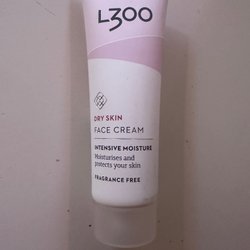 L300
DRY SKIN
FACE CREAM
INTENSIVE MOISTURE
Moisturises and
protects your skin
FRAGRANCE FREE